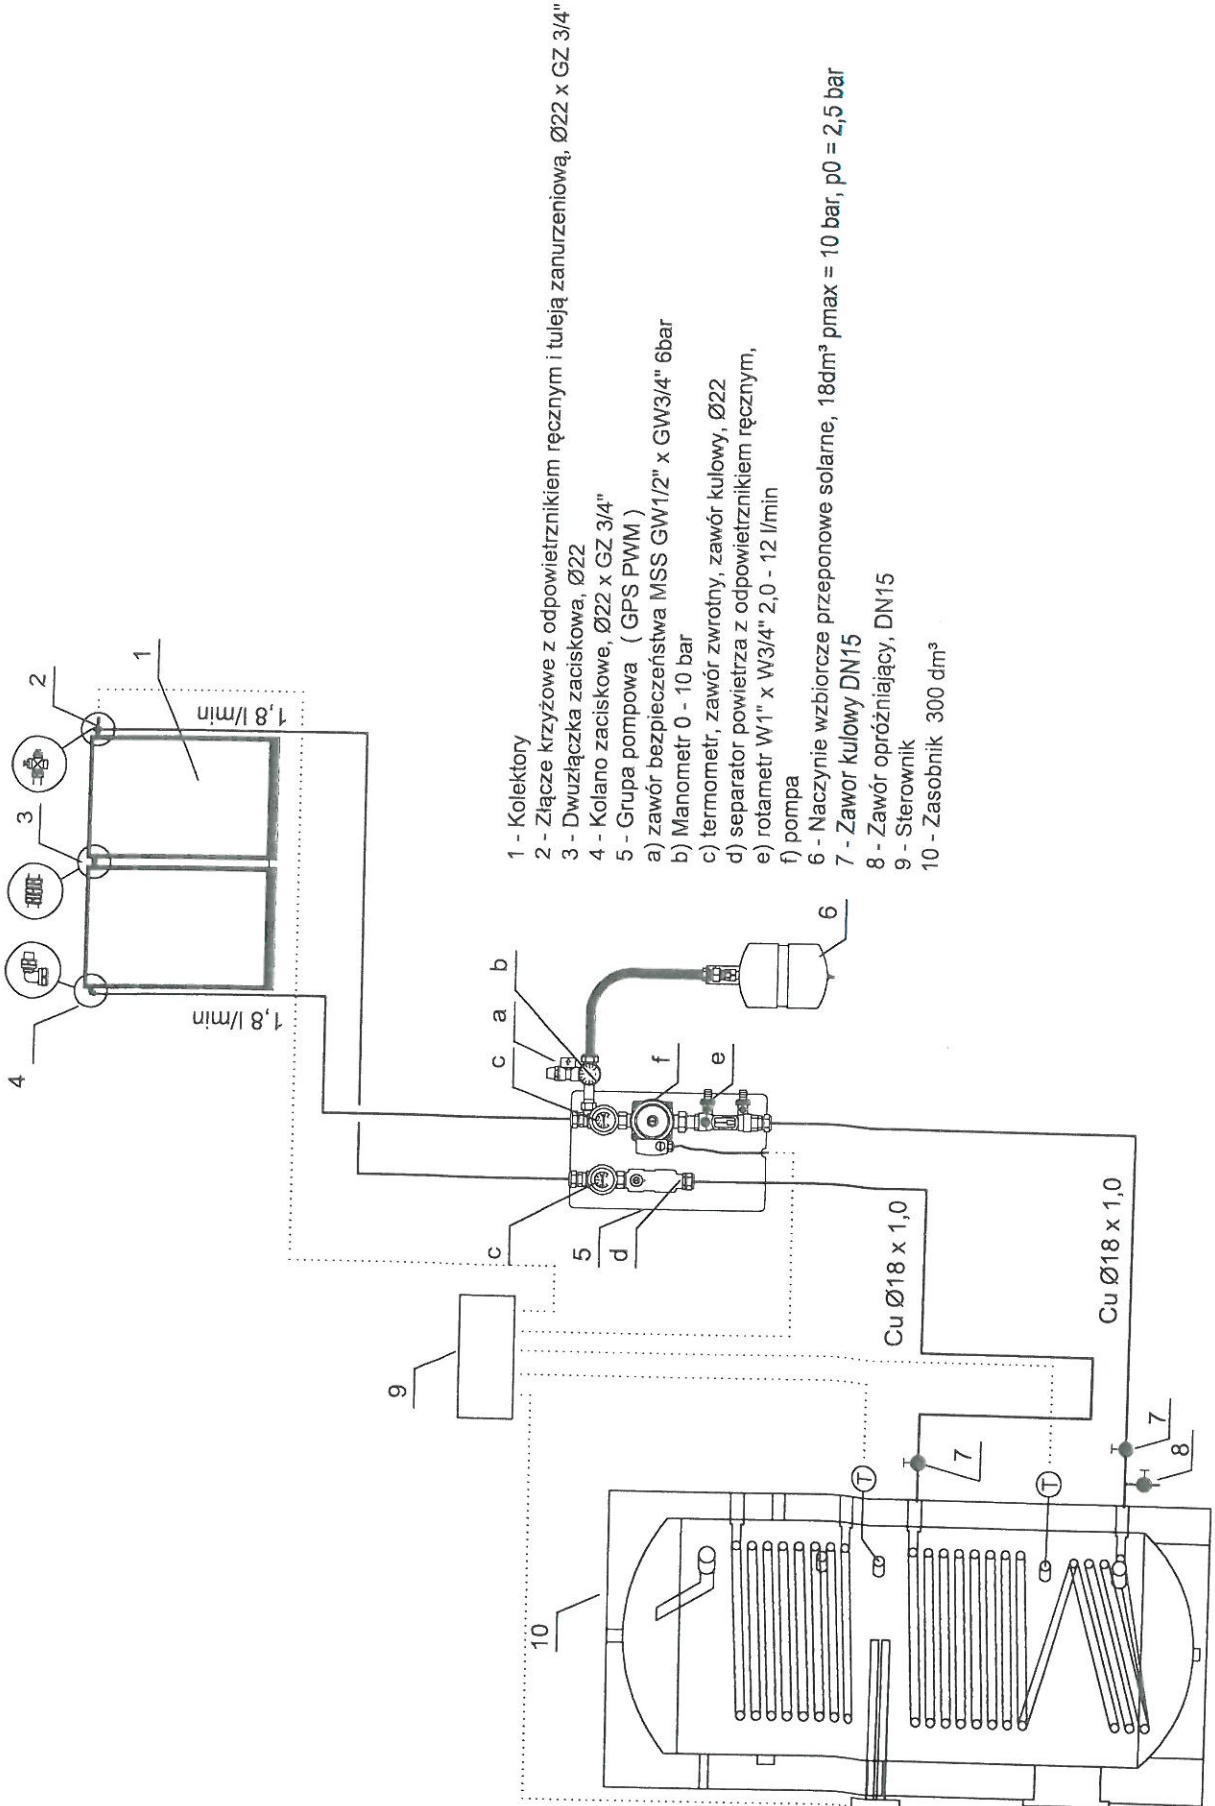 1 - Kolektory
2 - Złącze krzyżowe z odpowietrznikiem ręcznym i tuleją zanurzeniową, Ø22 x GZ 3/4"
3 - Dwuzłączka zaciskowa, Ø22
4 - Kolano zaciskowe, Ø22 x GZ 3/4"
5 - Grupa pompowa ( GPS PWM )
a) zawór bezpieczeństwa MSS GW1/2" x GW3/4" 6bar
b) Manometr 0 - 10 bar
c) termometr, zawór zwrotny, zawór kulowy, Ø22
d) separator powietrza z odpowietrznikiem ręcznym,
e) rotametr W1" x W3/4" 2,0 - 12 l/min
f) pompa
6 - Naczynie wzbiorcze przeponowe solarne, 18dm³ pmax = 10 bar, p0 = 2,5 bar
7 - Zawor kulowy DN15
8 - Zawór opróżniający, DN15
9 - Sterownik
10 - Zasobnik 300 dm³
4
3
2
1
1,8 l/min
1,8 l/min
c
a
b
c
5
d
f
e
6
9
Cu Ø18 x 1,0
Cu Ø18 x 1,0
10
T
7
T
7
8